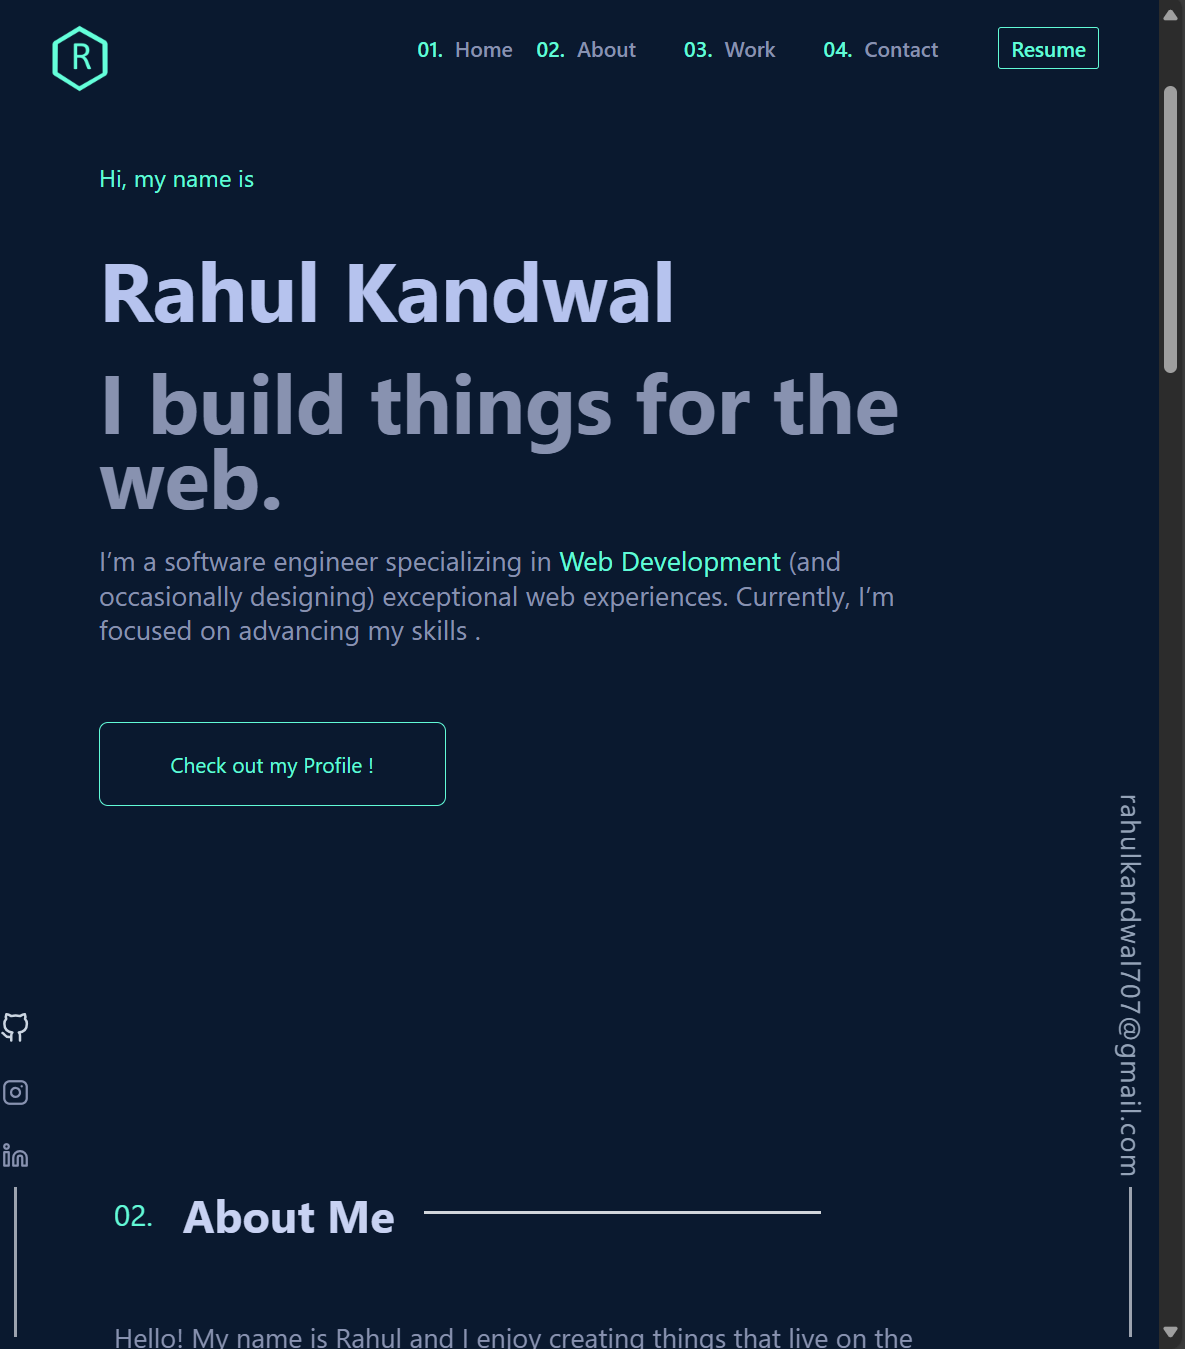 R
01. Home 02. About 03. Work 04. Contact Resume
Hi, my name is
Rahul Kandwal
I build things for the
web.
I’m a software engineer specializing in Web Development (and
occasionally designing) exceptional web experiences. Currently, I’m
focused on advancing my skills .
Check out my Profile !
rahulkandwal707@gmail.com
02. About Me
Hello! My name is Rahul and I enjoy creating things that live on the